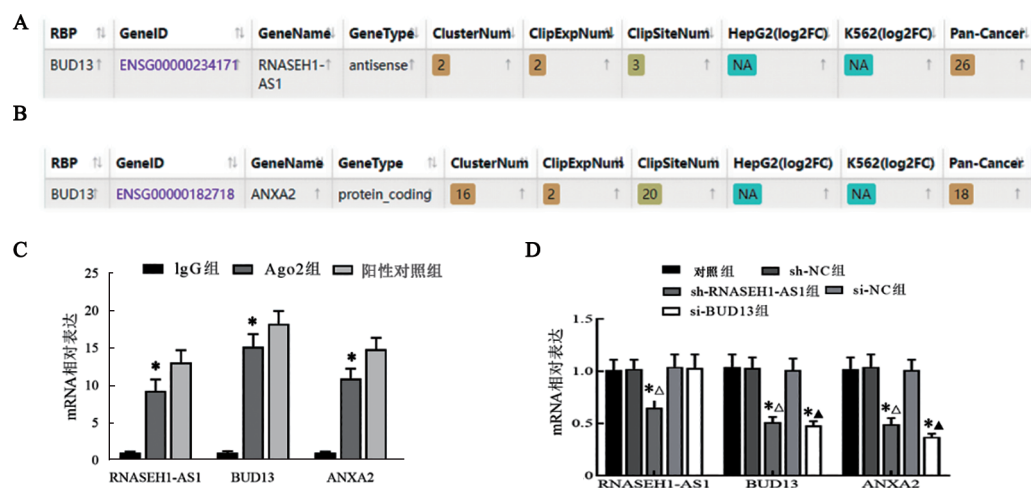 A
RBP GeneID GeneName GeneType ClusterNum ClipExpNum ClipSiteNum HepG2(log2FC) K562(log2FC) Pan-Cancer
BUD13 ENSG00000234171 RNASEH1- antisense 2 2 3 NA NA 26
AS1
B
RBP GeneID GeneName GeneType ClusterNum ClipExpNum ClipSiteNum HepG2(log2FC) K562(log2FC) Pan-Cancer
BUD13 ENSG00000182718 ANXA2 protein_coding 16 2 20 NA NA 18
C
IgG组 Ago2组 阳性对照组
mRNA相对表达
25
20
15
10
5
0
* * *
RNASEH1-AS1 BUD13 ANXA2
D
对照组 sh-NC组
sh-RNASEH1-AS1组 si-NC组
si-BUD13组
mRNA相对表达
1.5
1.0
0.5
0.0
*△ *△ *▲ *△ *▲
RNASEH1-AS1 BUD13 ANXA2